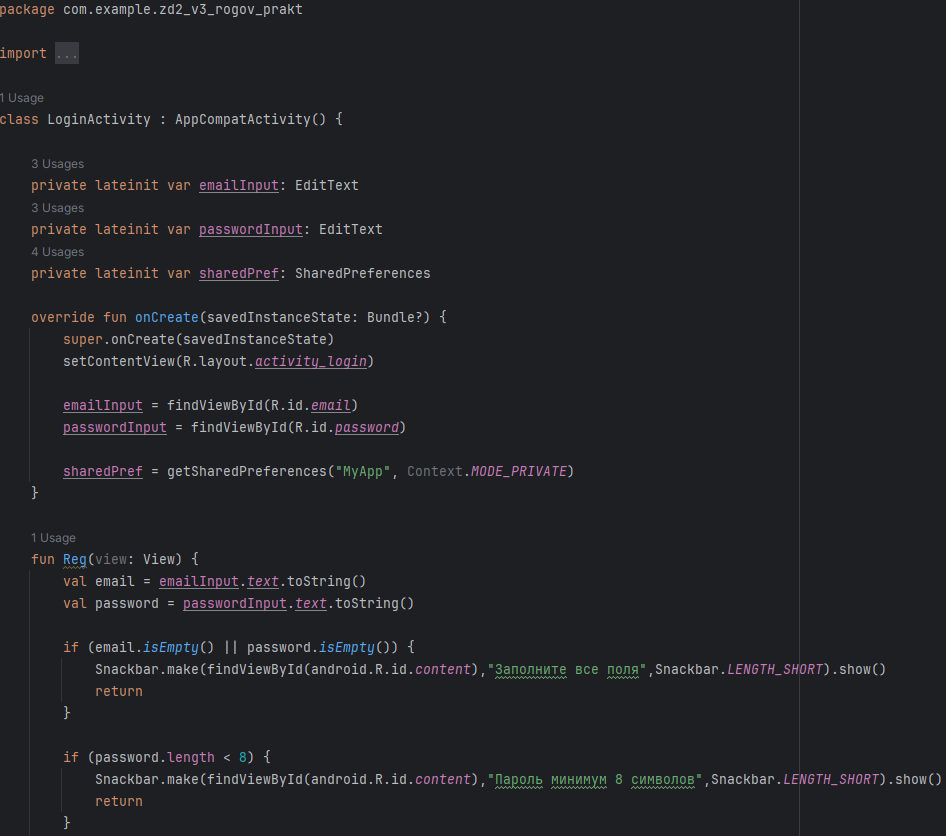 package com.example.zd2_v3_rogov_prakt
import ...
1 Usage
class LoginActivity : AppCompatActivity() {
3 Usages
private lateinit var emailInput: EditText
3 Usages
private lateinit var passwordInput: EditText
4 Usages
private lateinit var sharedPref: SharedPreferences
override fun onCreate(savedInstanceState: Bundle?) {
super.onCreate(savedInstanceState)
setContentView(R.layout.activity_login)
emailInput = findViewById(R.id.email)
passwordInput = findViewById(R.id.password)
sharedPref = getSharedPreferences("MyApp", Context.MODE_PRIVATE)
}
1 Usage
fun Reg(view: View) {
val email = emailInput.text.toString()
val password = passwordInput.text.toString()
if (email.isEmpty() || password.isEmpty()) {
Snackbar.make(findViewById(android.R.id.content),"Заполните все поля",Snackbar.LENGTH_SHORT).show()
return
}
if (password.length < 8) {
Snackbar.make(findViewById(android.R.id.content),"Пароль минимум 8 символов",Snackbar.LENGTH_SHORT).show()
return
}